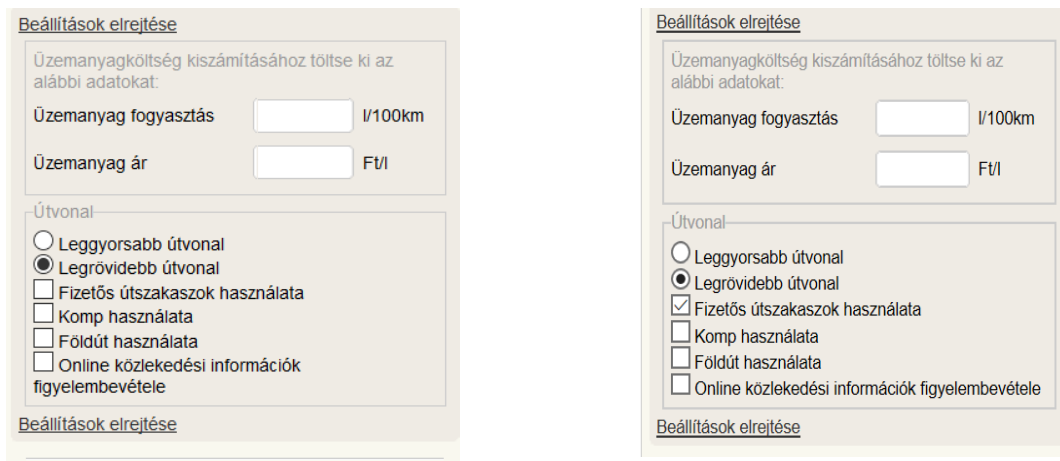 Beállítások elrejtése
Üzemanyagköltség kiszámításához töltse ki az
alábbi adatokat:
Üzemanyag fogyasztás l/100km
Üzemanyag ár Ft/l
Útvonal
Leggyorsabb útvonal
Legrövidebb útvonal
Fizetős útszakaszok használata
Komp használata
Földút használata
Online közlekedési információk
figyelembevétele
Beállítások elrejtése
Beállítások elrejtése
Üzemanyagköltség kiszámításához töltse ki az
alábbi adatokat:
Üzemanyag fogyasztás l/100km
Üzemanyag ár Ft/l
Útvonal
Leggyorsabb útvonal
Legrövidebb útvonal
Fizetős útszakaszok használata
Komp használata
Földút használata
Online közlekedési információk figyelembevétele
Beállítások elrejtése